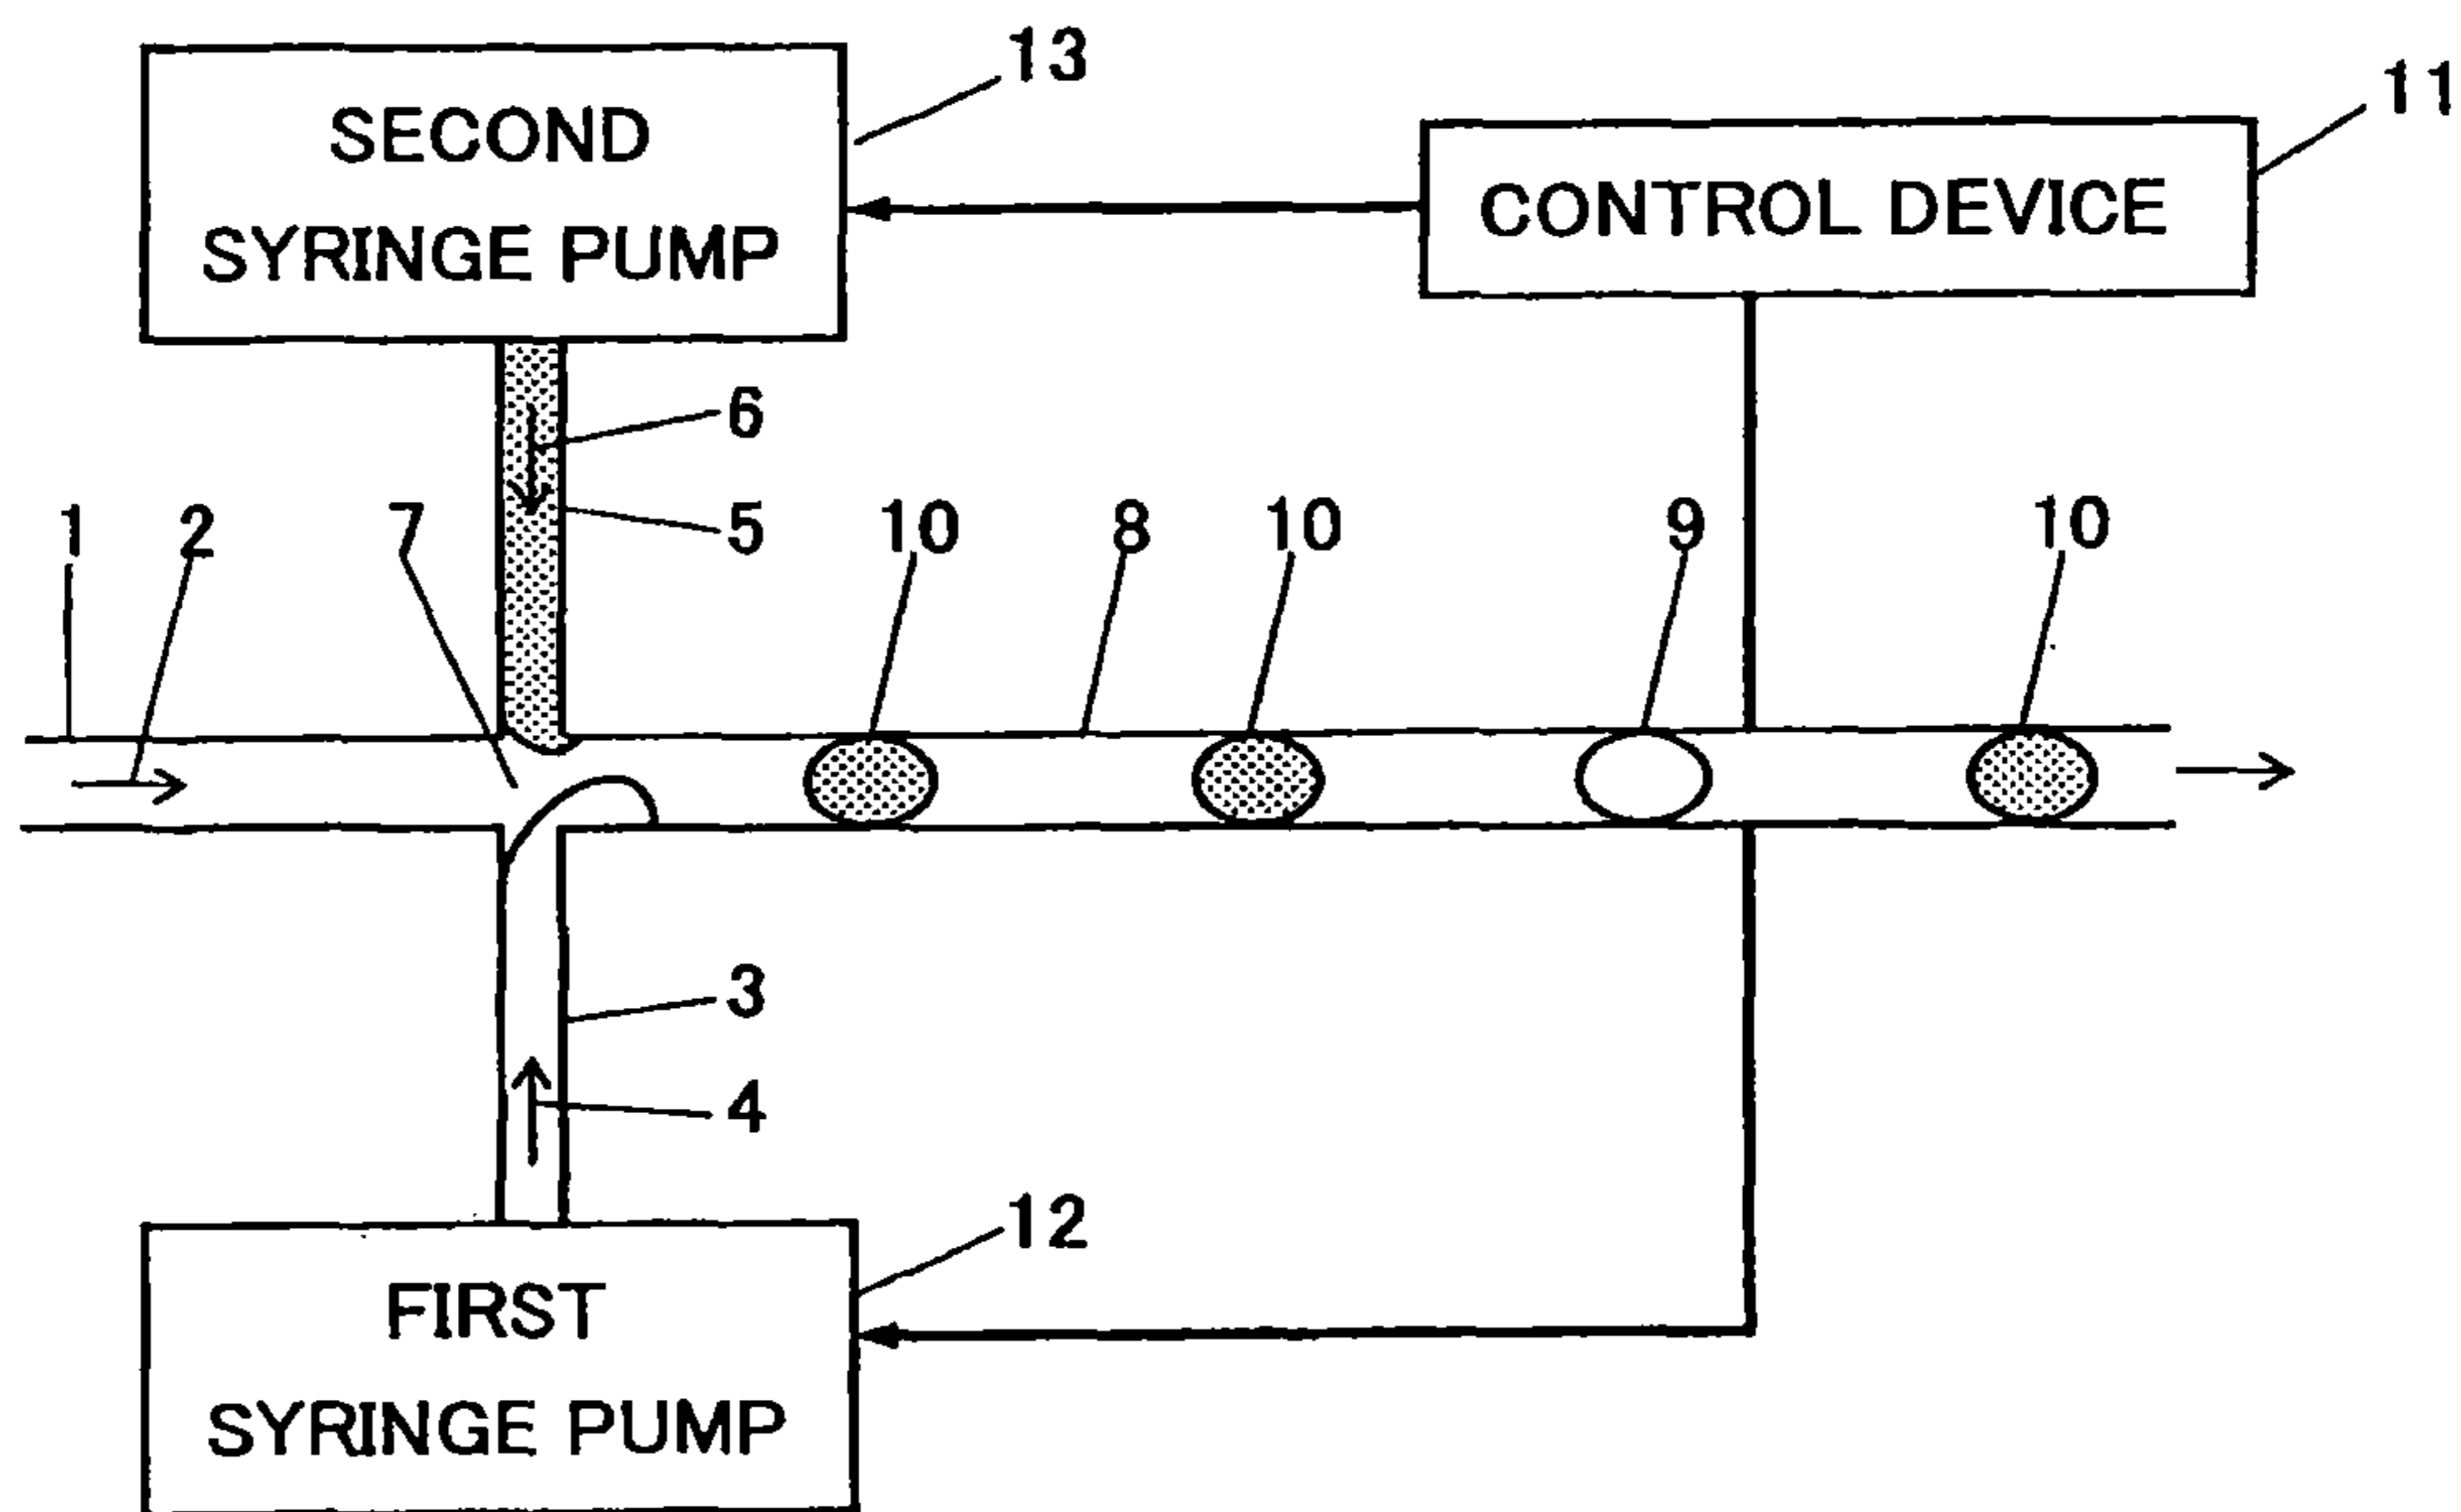 13
11
SECOND
SYRINGE PUMP
CONTROL DEVICE
6
5
1 2 7 10 8 10 9 10
3
4
12
FIRST
SYRINGE PUMP